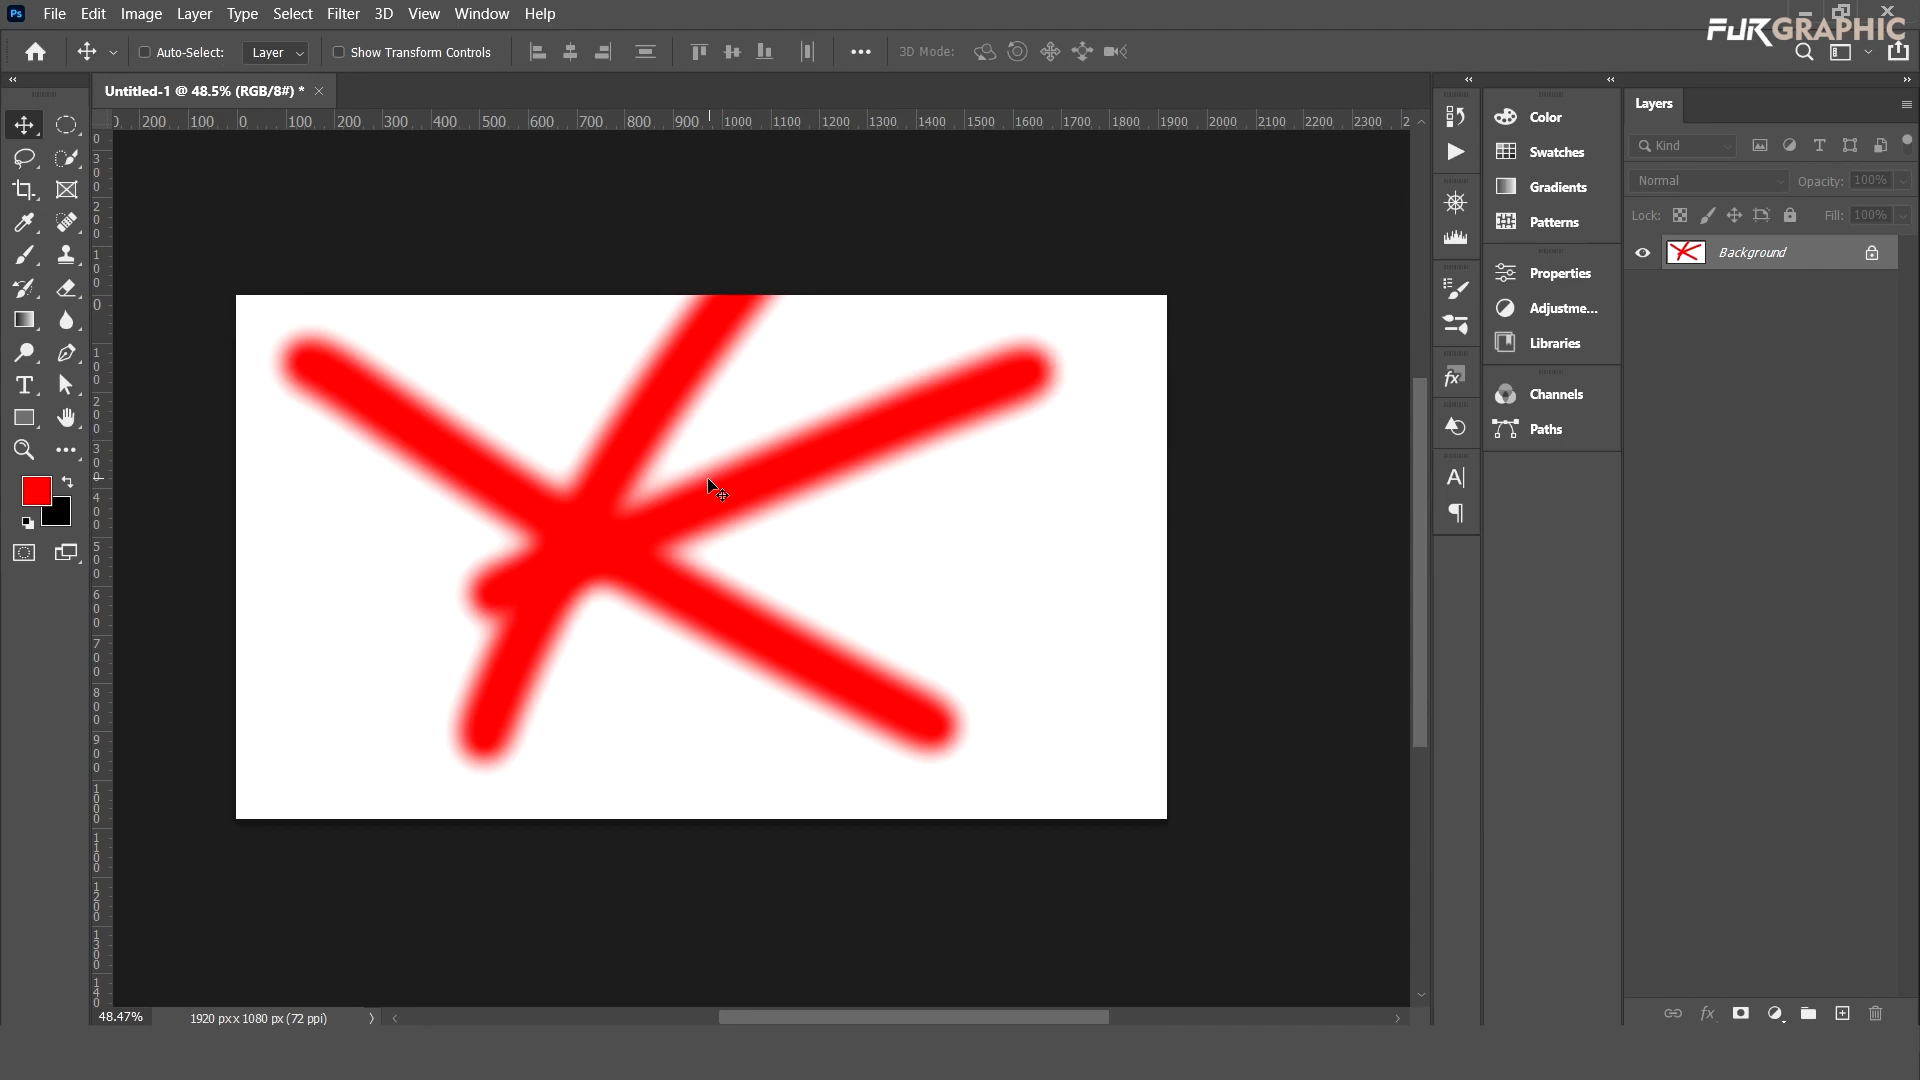 Ps File Edit Image Layer Type Select Filter 3D View Window Help
FURGRAPHIC
Auto-Select: Layer Show Transform Controls 3D Mode:
Untitled-1 @ 48.5% (RGB/8#) *
200 100 0 100 200 300 400 500 600 700 800 900 1000 1100 1200 1300 1400 1500 1600 1700 1800 1900 2000 2100 2200 2300 2
Color
Swatches
Gradients
Patterns
Properties
Adjustme...
Libraries
Channels
Paths
Layers
Kind
Normal Opacity: 100%
Lock: Fill: 100%
Background
48.47% 1920 pxx 1080 px (72 ppi)